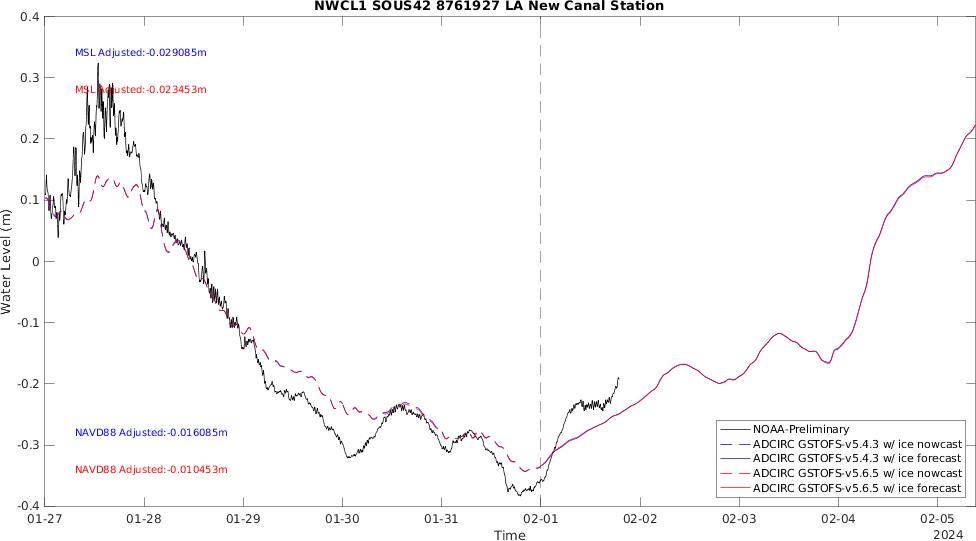 NWCL1 SOUS42 8761927 LA New Canal Station
0.4
0.3
0.2
0.1
0
-0.1
-0.2
-0.3
-0.4
Water Level (m)
MSL Adjusted:-0.029085m
MSL Adjusted:-0.023453m
NAVD88 Adjusted:-0.016085m
NAVD88 Adjusted:-0.010453m
NOAA-Preliminary
ADCIRC GSTOFS-v5.4.3 w/ ice nowcast
ADCIRC GSTOFS-v5.4.3 w/ ice forecast
ADCIRC GSTOFS-v5.6.5 w/ ice nowcast
ADCIRC GSTOFS-v5.6.5 w/ ice forecast
01-27 01-28 01-29 01-30 01-31 02-01 02-02 02-03 02-04 02-05
Time
2024